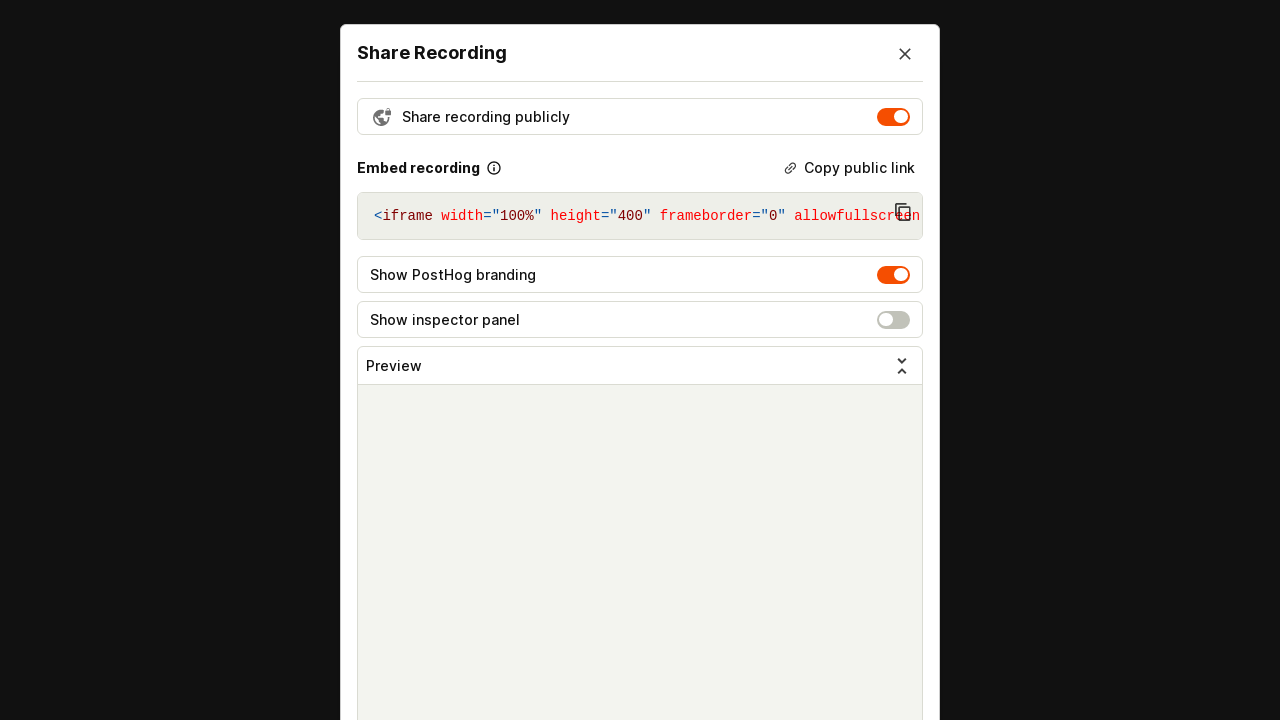 Share Recording
Share recording publicly
Embed recording
Copy public link
<iframe width="100%" height="400" frameborder="0" allowfullscreen
Show PostHog branding
Show inspector panel
Preview